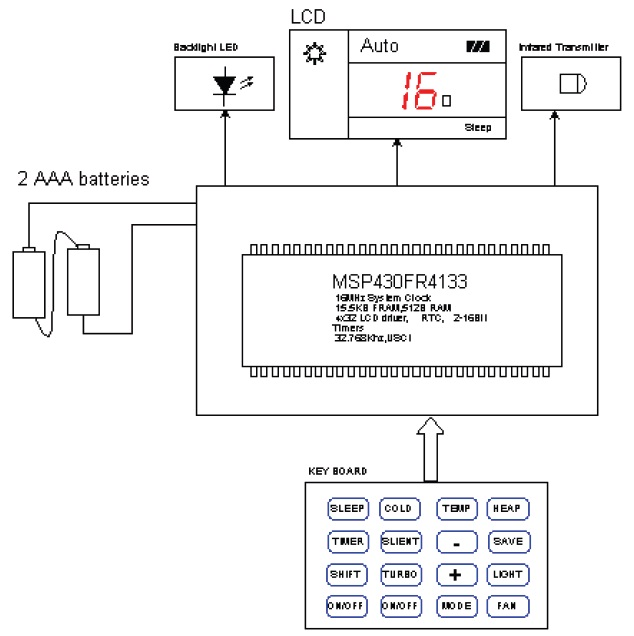 LCD
Backlight LED
Auto
Infrared Transmitter
16
Sleep
2 AAA batteries
MSP430FR4133
16MHz System Clock
15.5KB FRAM,512B RAM
4x32 LCD driver, RTC, 2-16Bit
Timers
32.768Khz,USCI
KEY BOARD
SLEEP COLD TEMP HEAP
TIMER SLIENT - SAVE
SHIFT TURBO + LIGHT
ON/OFF ON/OFF MODE FAN